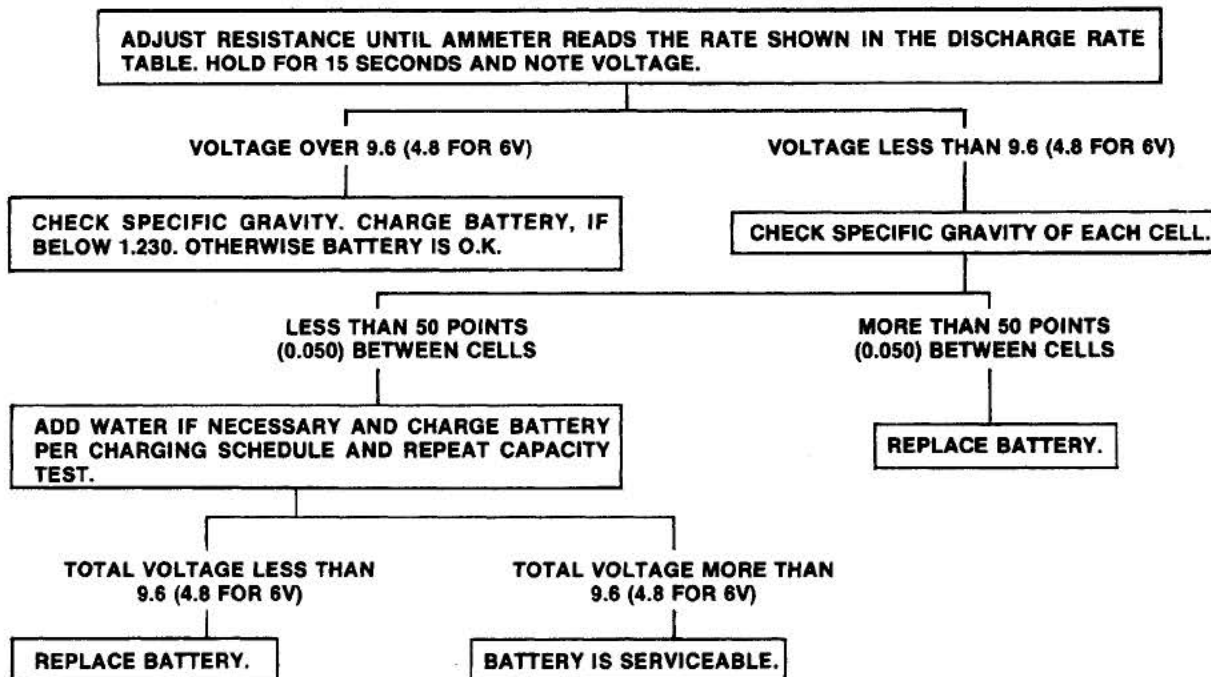 ADJUST RESISTANCE UNTIL AMMETER READS THE RATE SHOWN IN THE DISCHARGE RATE
TABLE. HOLD FOR 15 SECONDS AND NOTE VOLTAGE.
VOLTAGE OVER 9.6 (4.8 FOR 6V)
VOLTAGE LESS THAN 9.6 (4.8 FOR 6V)
CHECK SPECIFIC GRAVITY. CHARGE BATTERY, IF
BELOW 1.230. OTHERWISE BATTERY IS O.K.
CHECK SPECIFIC GRAVITY OF EACH CELL.
LESS THAN 50 POINTS
(0.050) BETWEEN CELLS
MORE THAN 50 POINTS
(0.050) BETWEEN CELLS
ADD WATER IF NECESSARY AND CHARGE BATTERY
PER CHARGING SCHEDULE AND REPEAT CAPACITY
TEST.
REPLACE BATTERY.
TOTAL VOLTAGE LESS THAN
9.6 (4.8 FOR 6V)
TOTAL VOLTAGE MORE THAN
9.6 (4.8 FOR 6V)
REPLACE BATTERY.
BATTERY IS SERVICEABLE.